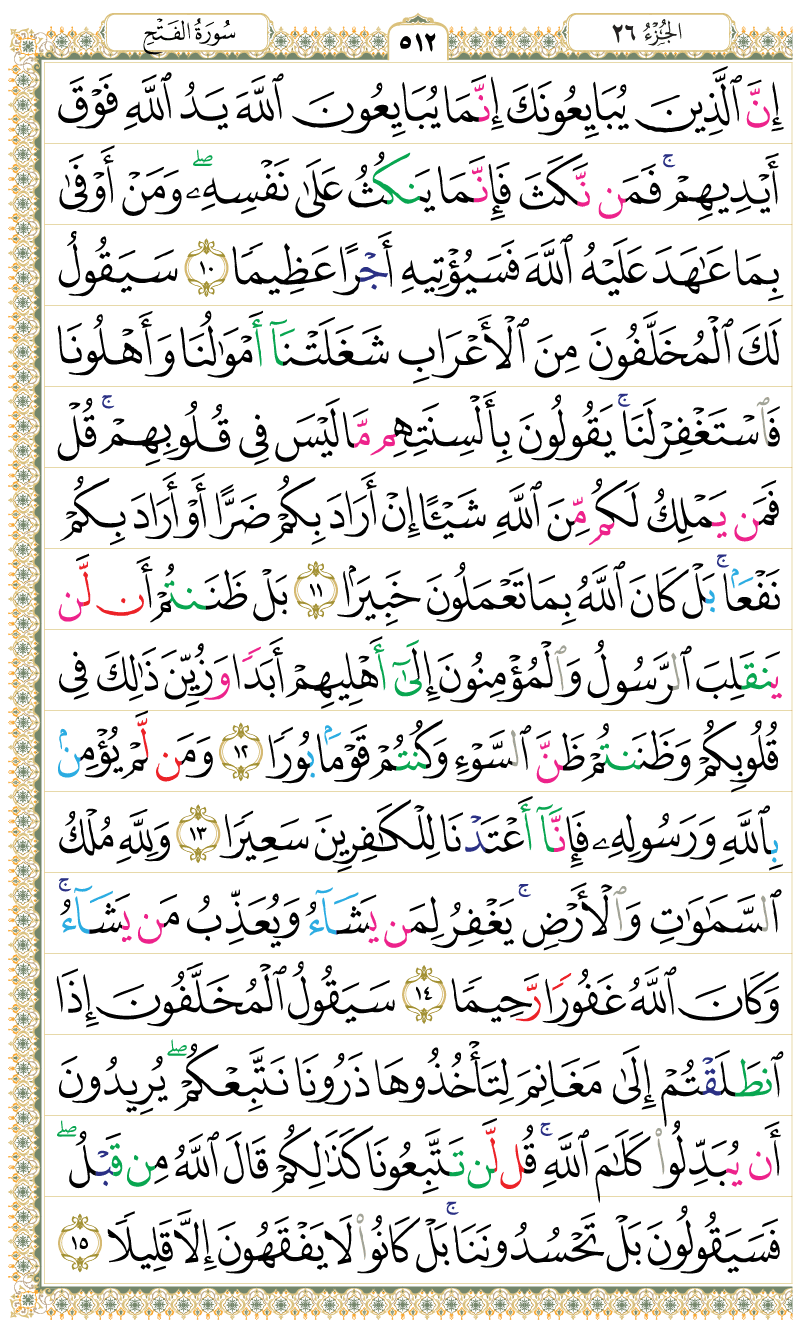 سُورَةُ الفَتْحِ ٥١٢ الجُزْءُ ٢٦
إِنَّ ٱلَّذِينَ يُبَايِعُونَكَ إِنَّمَا يُبَايِعُونَ ٱللَّهَ يَدُ ٱللَّهِ فَوْقَ
أَيْدِيهِمْ ۚ فَمَن نَّكَثَ فَإِنَّمَا يَنكُثُ عَلَىٰ نَفْسِهِۦ ۖ وَمَنْ أَوْفَىٰ
بِمَا عَـٰهَدَ عَلَيْهُ ٱللَّهَ فَسَيُؤْتِيهِ أَجْرًا عَظِيمًا ١٠ سَيَقُولُ
لَكَ ٱلْمُخَلَّفُونَ مِنَ ٱلْأَعْرَابِ شَغَلَتْنَآ أَمْوَٰلُنَا وَأَهْلُونَا
فَٱسْتَغْفِرْ لَنَا ۚ يَقُولُونَ بِأَلْسِنَتِهِم مَّا لَيْسَ فِى قُلُوبِهِمْ ۚ قُلْ
فَمَن يَمْلِكُ لَكُم مِّنَ ٱللَّهِ شَيْـًٔا إِنْ أَرَادَ بِكُمْ ضَرًّا أَوْ أَرَادَ بِكُمْ
نَفْعًۢا ۚ بَلْ كَانَ ٱللَّهُ بِمَا تَعْمَلُونَ خَبِيرًۢا ١١ بَلْ ظَنَنتُمْ أَن لَّن
يَنقَلِبَ ٱلرَّسُولُ وَٱلْمُؤْمِنُونَ إِلَىٰٓ أَهْلِيهِمْ أَبَدًا وَزُيِّنَ ذَٰلِكَ فِى
قُلُوبِكُمْ وَظَنَنتُمْ ظَنَّ ٱلسَّوْءِ وَكُنتُمْ قَوْمًۢا بُورًا ١٢ وَمَن لَّمْ يُؤْمِنۢ
بِٱللَّهِ وَرَسُولِهِۦ فَإِنَّآ أَعْتَدْنَا لِلْكَـٰفِرِينَ سَعِيرًا ١٣ وَلِلَّهِ مُلْكُ
ٱلسَّمَـٰوَٰتِ وَٱلْأَرْضِ ۚ يَغْفِرُ لِمَن يَشَآءُ وَيُعَذِّبُ مَن يَشَآءُ ۚ
وَكَانَ ٱللَّهُ غَفُورًا رَّحِيمًا ١٤ سَيَقُولُ ٱلْمُخَلَّفُونَ إِذَا
ٱنطَلَقْتُمْ إِلَىٰ مَغَانِمَ لِتَأْخُذُوهَا ذَرُونَا نَتَّبِعْكُمْ ۖ يُرِيدُونَ
أَن يُبَدِّلُوا۟ كَلَـٰمَ ٱللَّهِ ۚ قُل لَّن تَتَّبِعُونَا كَذَٰلِكُمْ قَالَ ٱللَّهُ مِن قَبْلُ ۖ
فَسَيَقُولُونَ بَلْ تَحْسُدُونَنَا ۚ بَلْ كَانُوا۟ لَا يَفْقَهُونَ إِلَّا قَلِيلًا ١٥